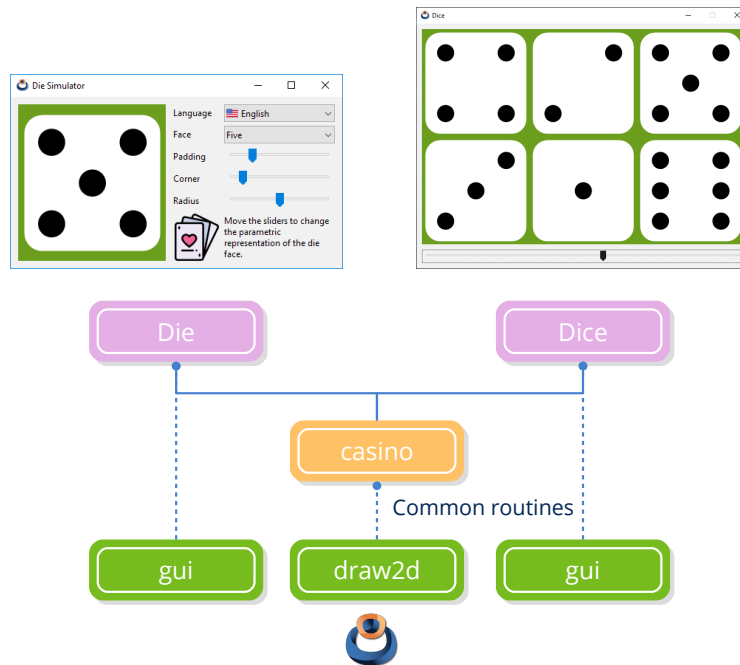 Die Simulator
Language
English
Face
Five
Padding
Corner
Radius
Move the sliders to change
the parametric
representation of the die
face.
Dice
Die
Dice
casino
Common routines
gui
draw2d
gui